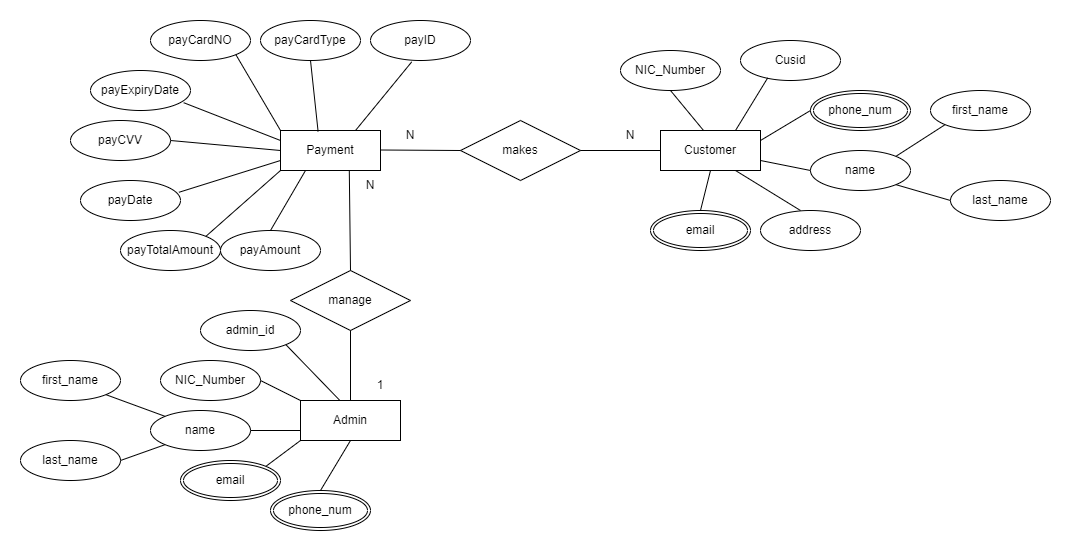 payCardNO
payCardType
payID
payExpiryDate
payCVV
payDate
payTotalAmount
payAmount
Payment
N
makes
N
Customer
NIC_Number
Cusid
phone_num
first_name
name
last_name
email
address
N
manage
1
admin_id
NIC_Number
first_name
name
last_name
Admin
email
phone_num